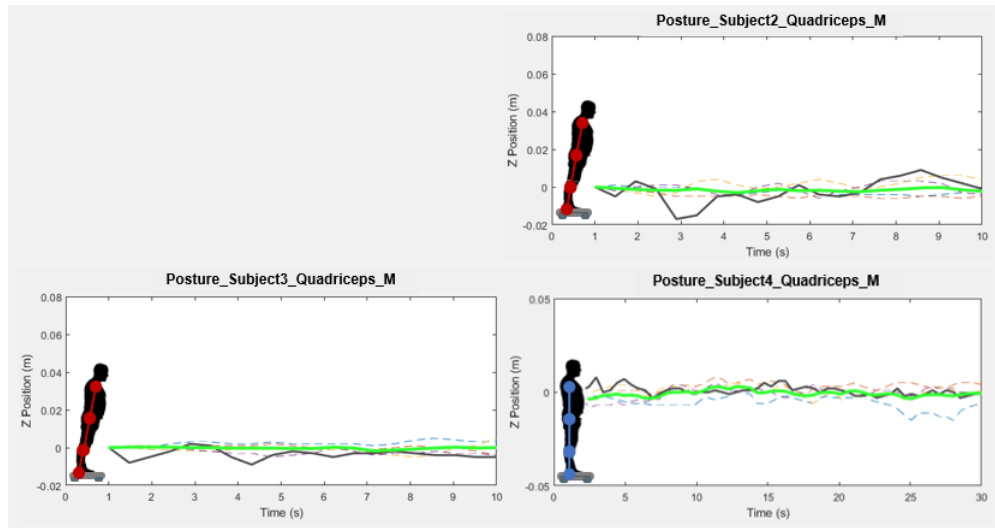 Posture_Subject2_Quadriceps_M
0.08
0.06
0.04
0.02
0
-0.02
Z Position (m)
0 1 2 3 4 5 6 7 8 9 10
Time (s)
Posture_Subject3_Quadriceps_M
0.08
0.06
0.04
0.02
0
-0.02
Z Position (m)
0 1 2 3 4 5 6 7 8 9 10
Time (s)
Posture_Subject4_Quadriceps_M
0.05
0
-0.05
Z Position (m)
0 5 10 15 20 25 30
Time (s)